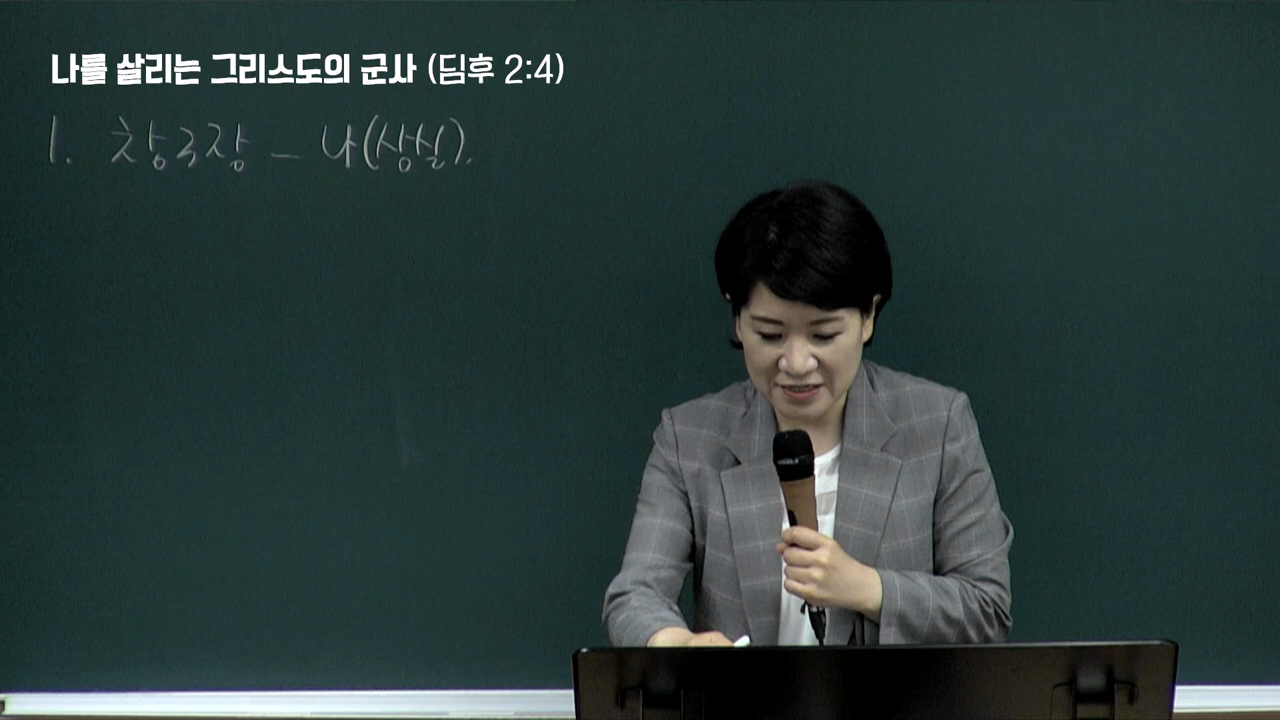 나를 살리는 그리스도의 군사 (딤후 2:4)
1. 창3장 - 나(상실).